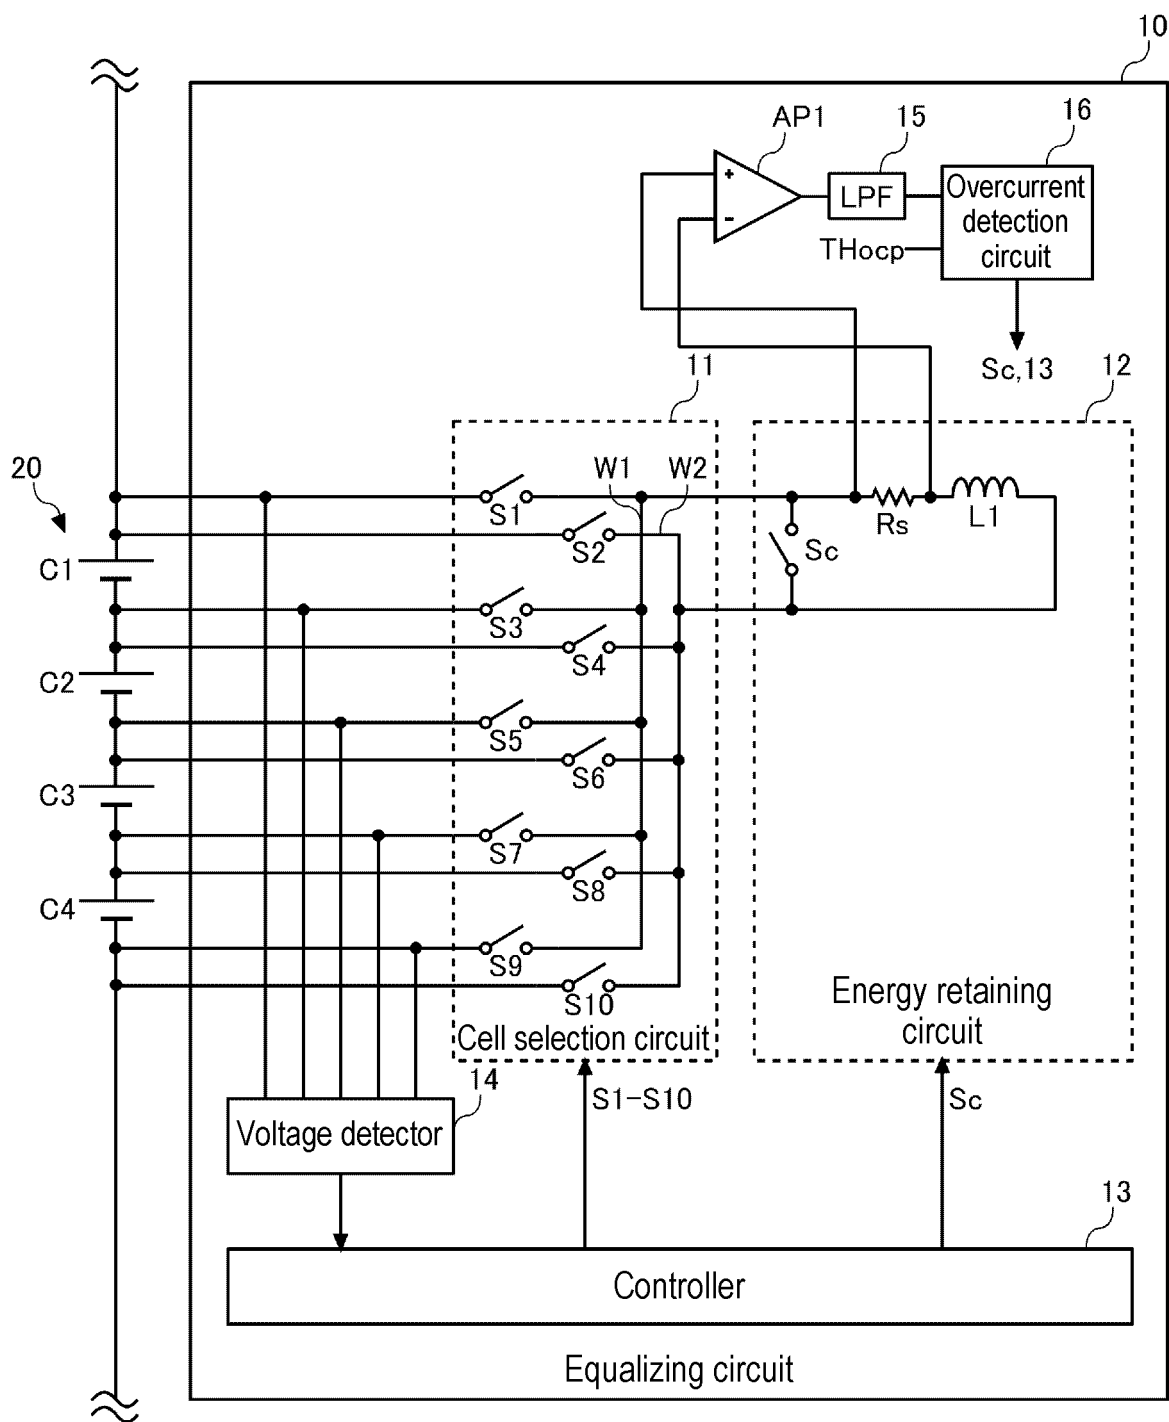 10
AP1
15
16
+
-
LPF
Overcurrent
detection
circuit
THocp
Sc,13
11
12
20
W1
W2
S1
Rs
L1
S2
Sc
C1
S3
S4
C2
S5
S6
C3
S7
S8
C4
S9
S10
Cell selection circuit
Energy retaining
circuit
14
S1-S10
Sc
Voltage detector
13
Controller
Equalizing circuit